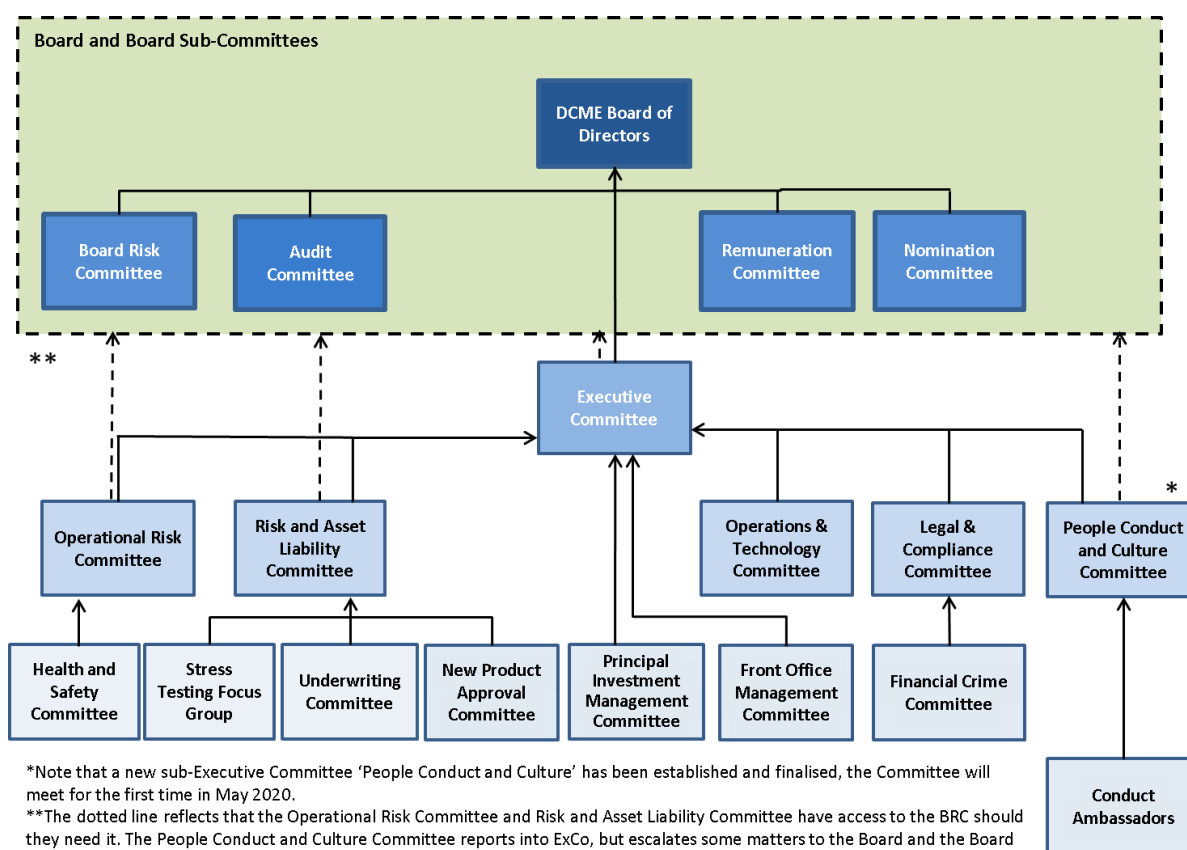 Board and Board Sub-Committees
DCME Board of
Directors
Board Risk
Committee
Audit
Committee
Remuneration
Committee
Nomination
Committee
**
Executive
Committee
*
Operational Risk
Committee
Risk and Asset
Liability
Committee
Operations &
Technology
Committee
Legal &
Compliance
Committee
People Conduct
and Culture
Committee
Health and
Safety
Committee
Stress
Testing Focus
Group
Underwriting
Committee
New Product
Approval
Committee
Principal
Investment
Management
Committee
Front Office
Management
Committee
Financial Crime
Committee
Conduct
Ambassadors
*Note that a new sub-Executive Committee ‘People Conduct and Culture’ has been established and finalised, the Committee will
meet for the first time in May 2020.
**The dotted line reflects that the Operational Risk Committee and Risk and Asset Liability Committee have access to the BRC should
they need it. The People Conduct and Culture Committee reports into ExCo, but escalates some matters to the Board and the Board